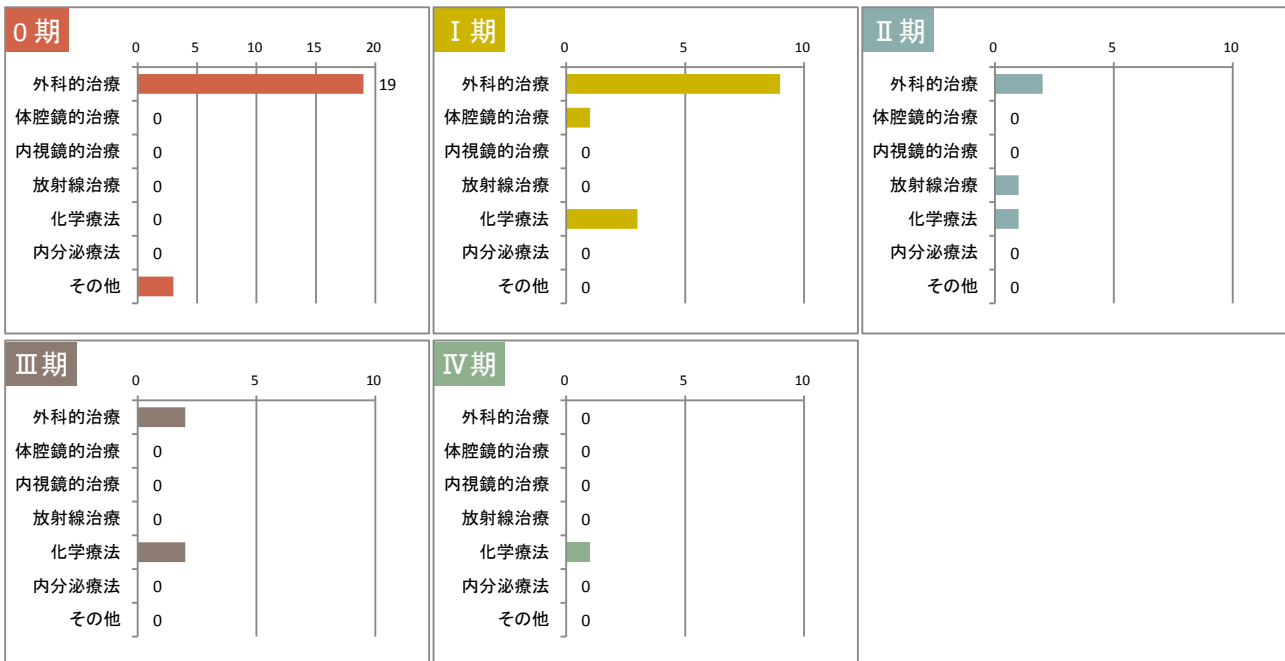 0期
0 5 10 15 20
外科的治療 19
体腔鏡的治療 0
内視鏡的治療 0
放射線治療 0
化学療法 0
内分泌療法 0
その他
Ⅰ期
0 5 10
外科的治療
体腔鏡的治療
内視鏡的治療 0
放射線治療 0
化学療法
内分泌療法 0
その他 0
Ⅱ期
0 5 10
外科的治療
体腔鏡的治療 0
内視鏡的治療 0
放射線治療
化学療法
内分泌療法 0
その他 0
Ⅲ期
0 5 10
外科的治療
体腔鏡的治療 0
内視鏡的治療 0
放射線治療 0
化学療法
内分泌療法 0
その他 0
Ⅳ期
0 5 10
外科的治療 0
体腔鏡的治療 0
内視鏡的治療 0
放射線治療 0
化学療法
内分泌療法 0
その他 0